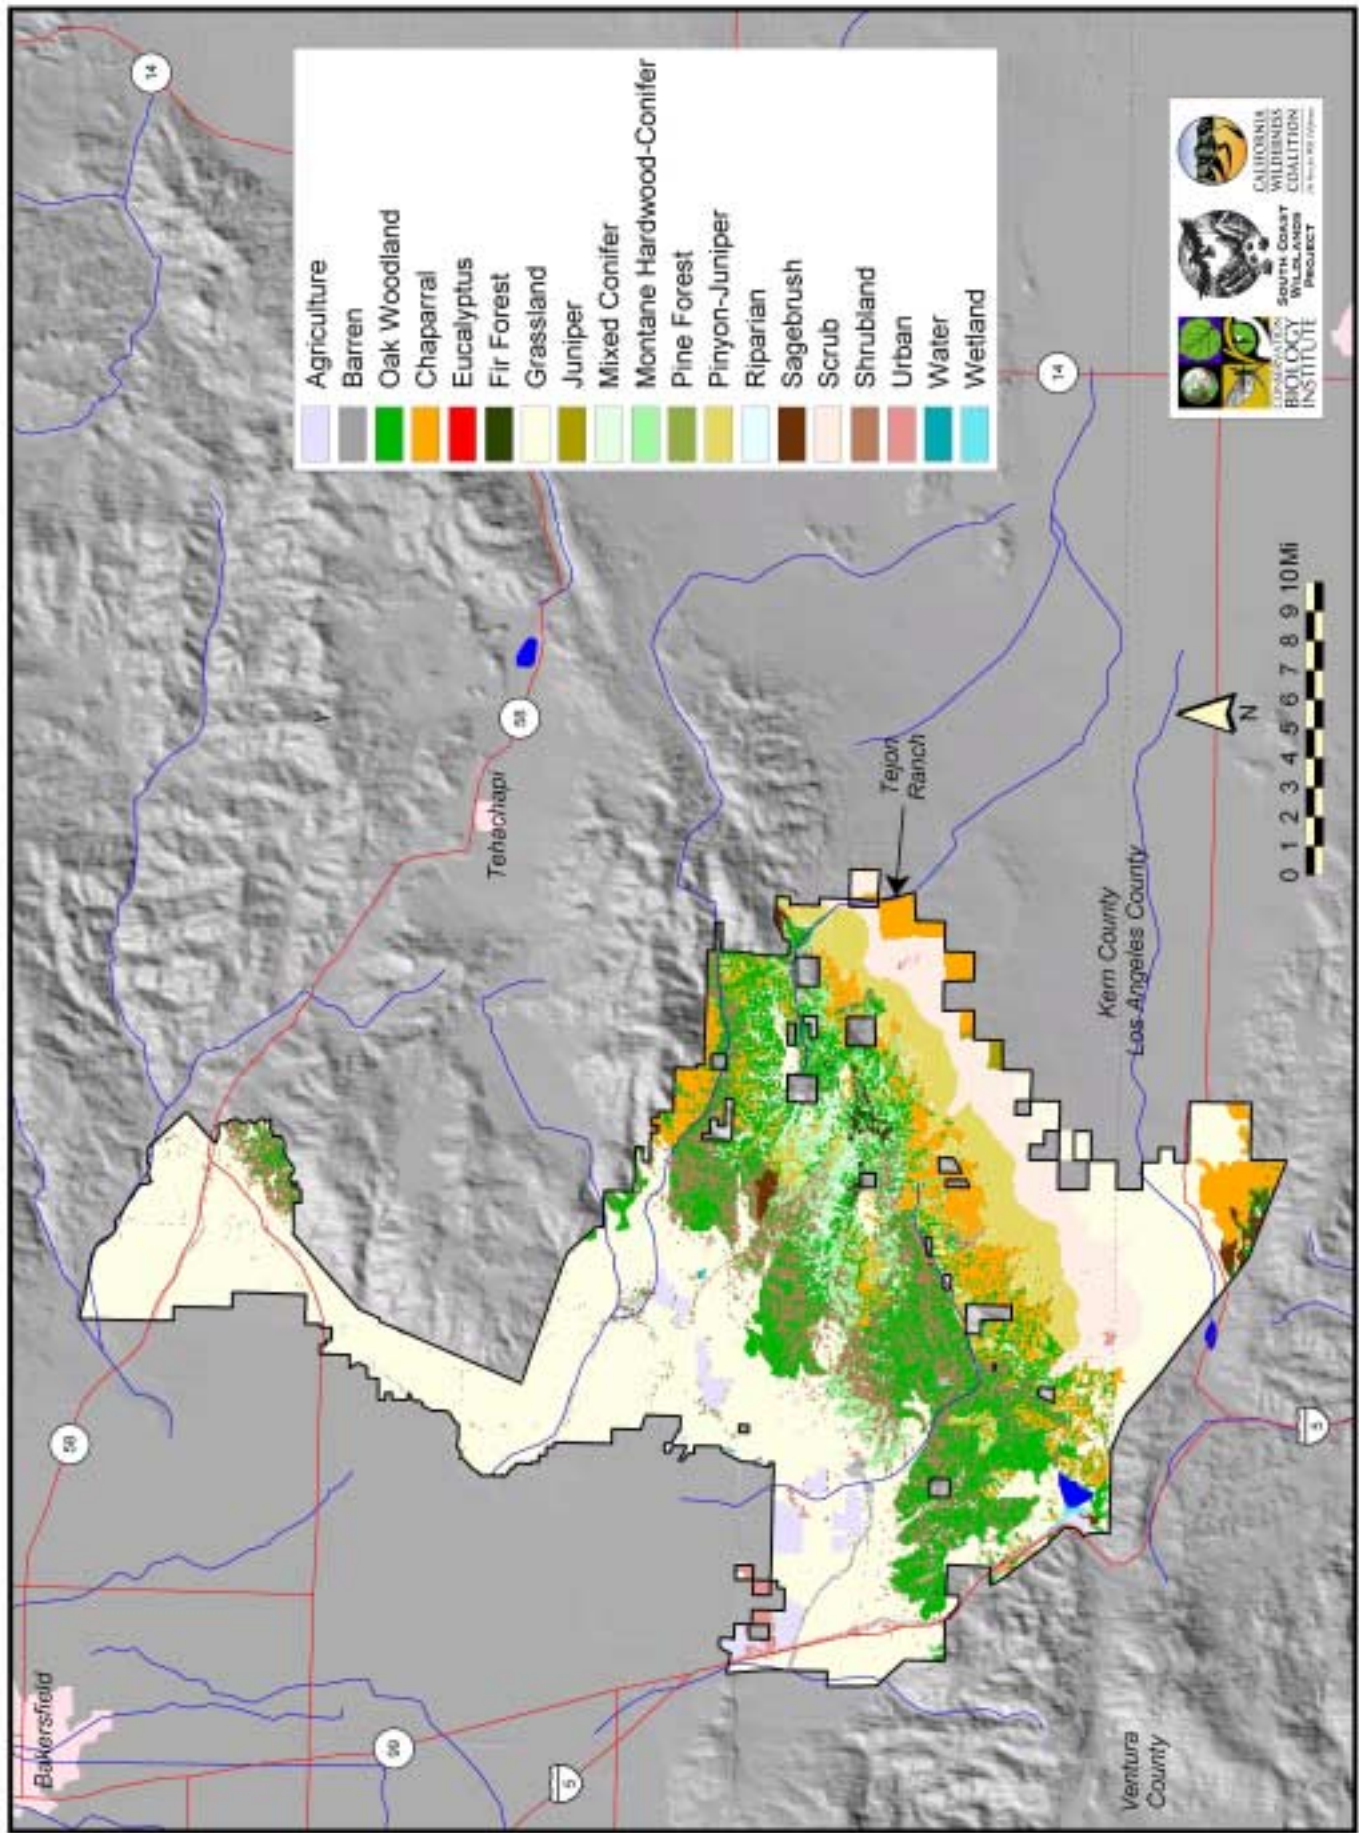 14
Agriculture
Barren
Oak Woodland
Chaparral
Eucalyptus
Fir Forest
Grassland
Juniper
Mixed Conifer
Montane Hardwood-Conifer
Pine Forest
Pinyon-Juniper
Riparian
Sagebrush
Scrub
Shrubland
Urban
Water
Wetland
14
58
Tehachapi
Tejon
Ranch
Kern County
Los Angeles County
58
Bakersfield
99
5
5
Ventura
County
N
0 1 2 3 4 5 6 7 8 9 10Mi
CONSERVATION
BIOLOGY
INSTITUTE
SOUTH COAST
WILDLANDS
PROJECT
CALIFORNIA
WILDERNESS
COALITION